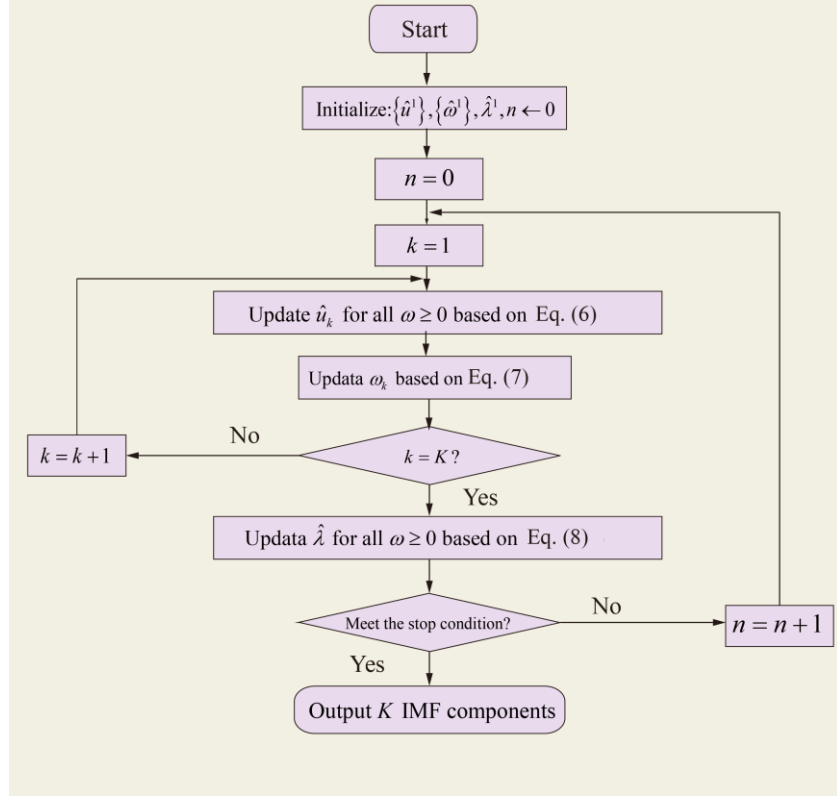 Start
Initialize:{û¹},{ω̂¹},λ̂¹,n←0
n=0
k=1
Update û_k for all ω≥0 based on Eq. (6)
Updata ω_k based on Eq. (7)
No
k=k+1
k=K?
Yes
Updata λ̂ for all ω≥0 based on Eq. (8)
No
Meet the stop condition?
n=n+1
Yes
Output K IMF components